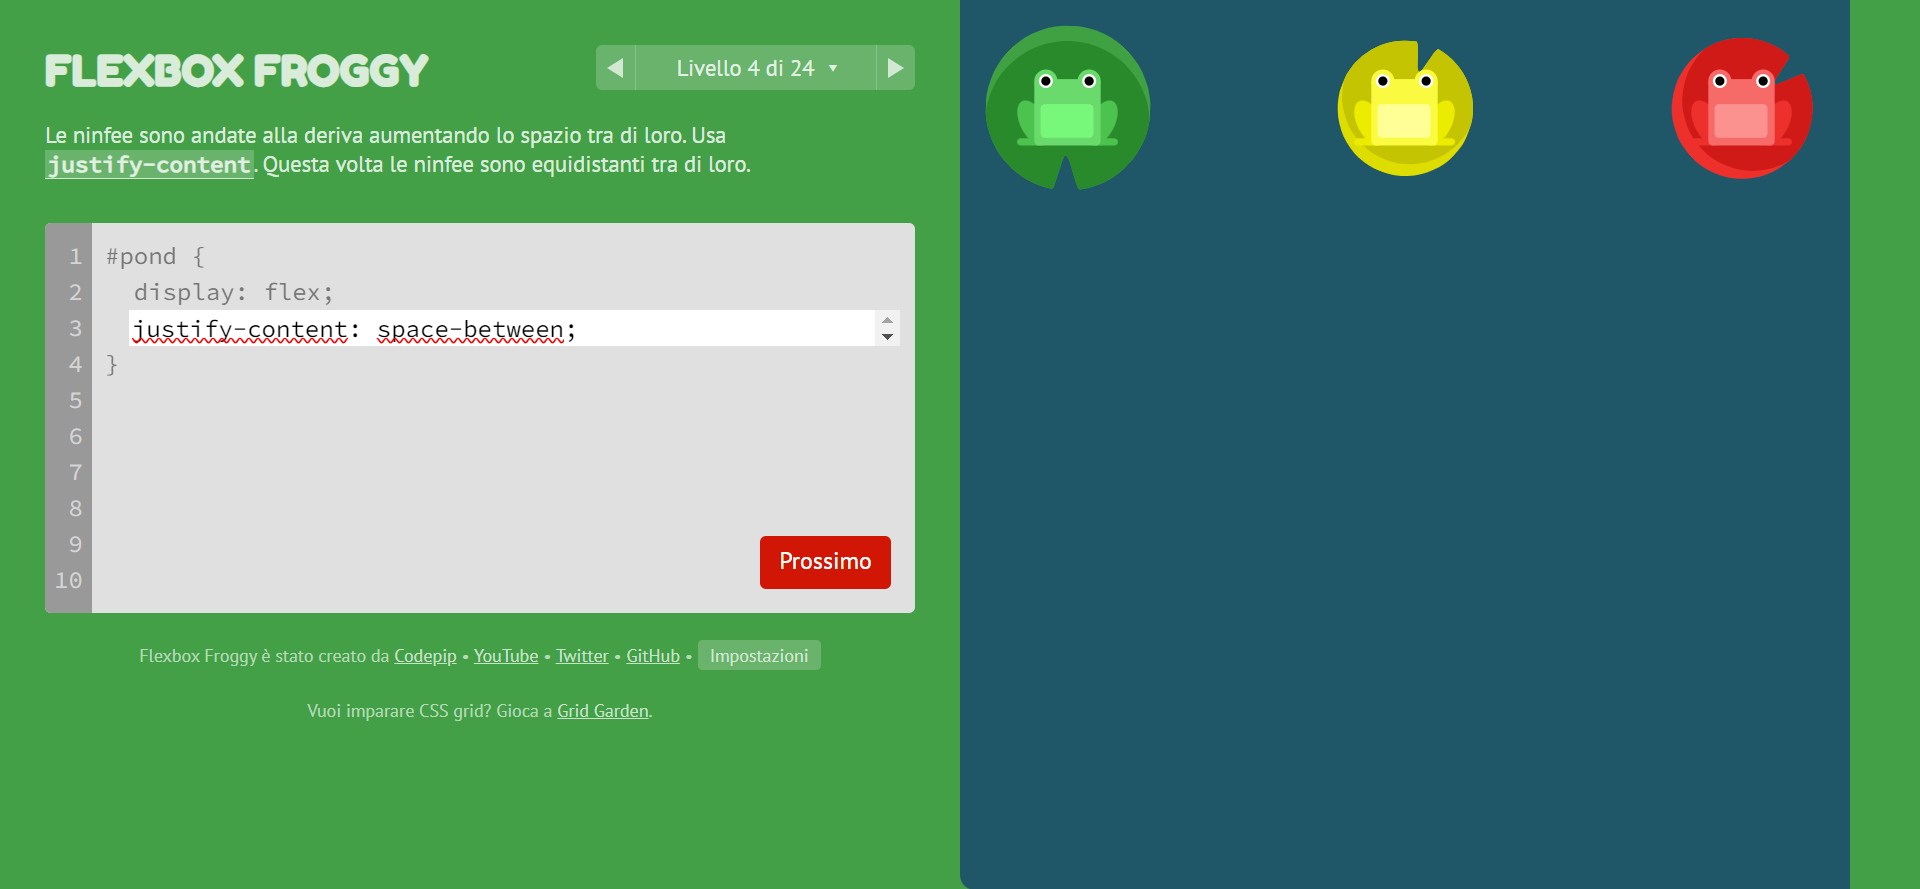 FLEXBOX FROGGY
Livello 4 di 24
Le ninfee sono andate alla deriva aumentando lo spazio tra di loro. Usa
justify-content. Questa volta le ninfee sono equidistanti tra di loro.
1 #pond {
2 display: flex;
3 justify-content: space-between;
4 }
5
6
7
8
9
10
Prossimo
Flexbox Froggy è stato creato da Codepip • YouTube • Twitter • GitHub • Impostazioni
Vuoi imparare CSS grid? Gioca a Grid Garden.